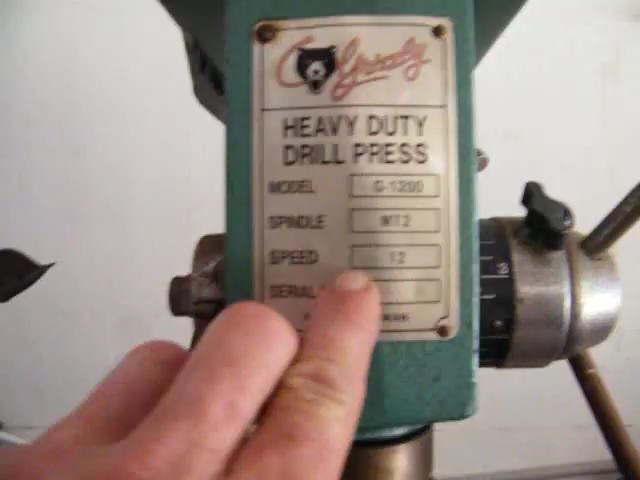 Grizzly
HEAVY DUTY
DRILL PRESS
MODEL G-1200
SPINDLE MT2
SPEED 12
SERIAL